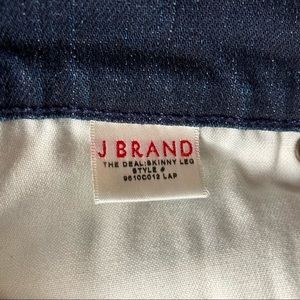 J BRAND
THE DEAL:SKINNY LEG
STYLE #
9610C012 LAP